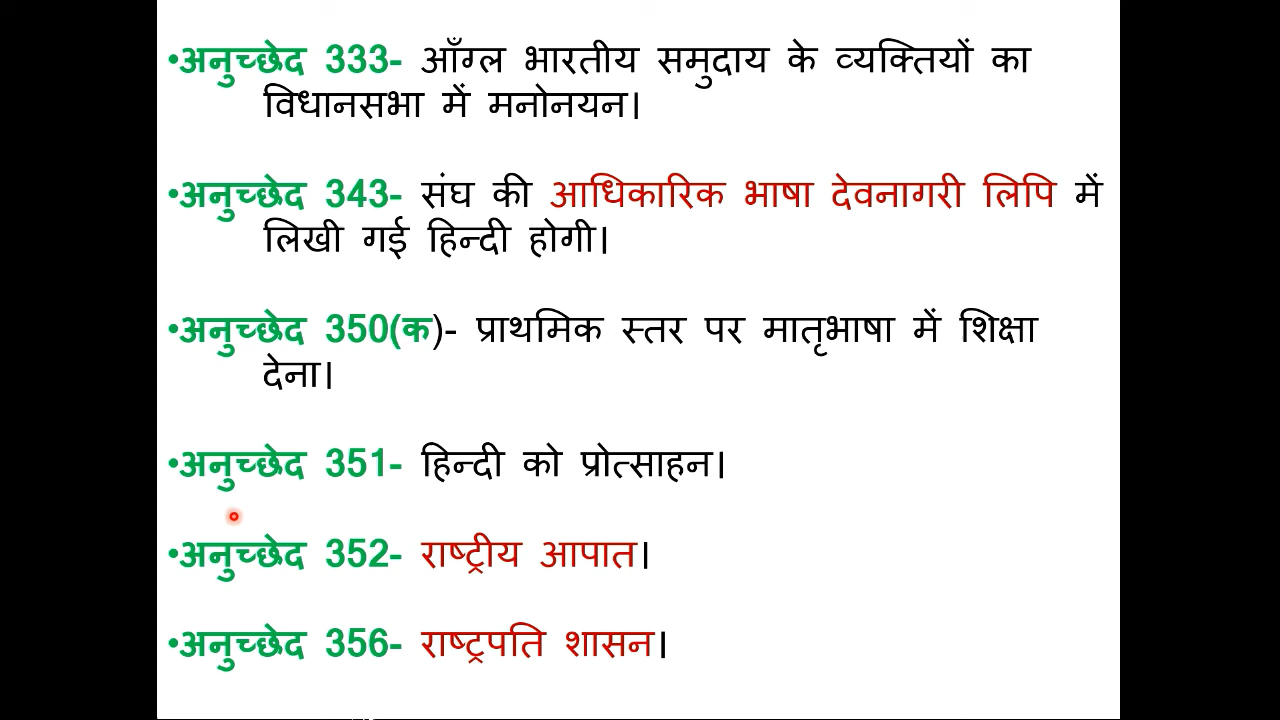 •अनुच्छेद 333- आँग्ल भारतीय समुदाय के व्यक्तियों का
विधानसभा में मनोनयन।
•अनुच्छेद 343- संघ की आधिकारिक भाषा देवनागरी लिपि में
लिखी गई हिन्दी होगी।
•अनुच्छेद 350(क)- प्राथमिक स्तर पर मातृभाषा में शिक्षा
देना।
•अनुच्छेद 351- हिन्दी को प्रोत्साहन।
•अनुच्छेद 352- राष्ट्रीय आपात।
•अनुच्छेद 356- राष्ट्रपति शासन।